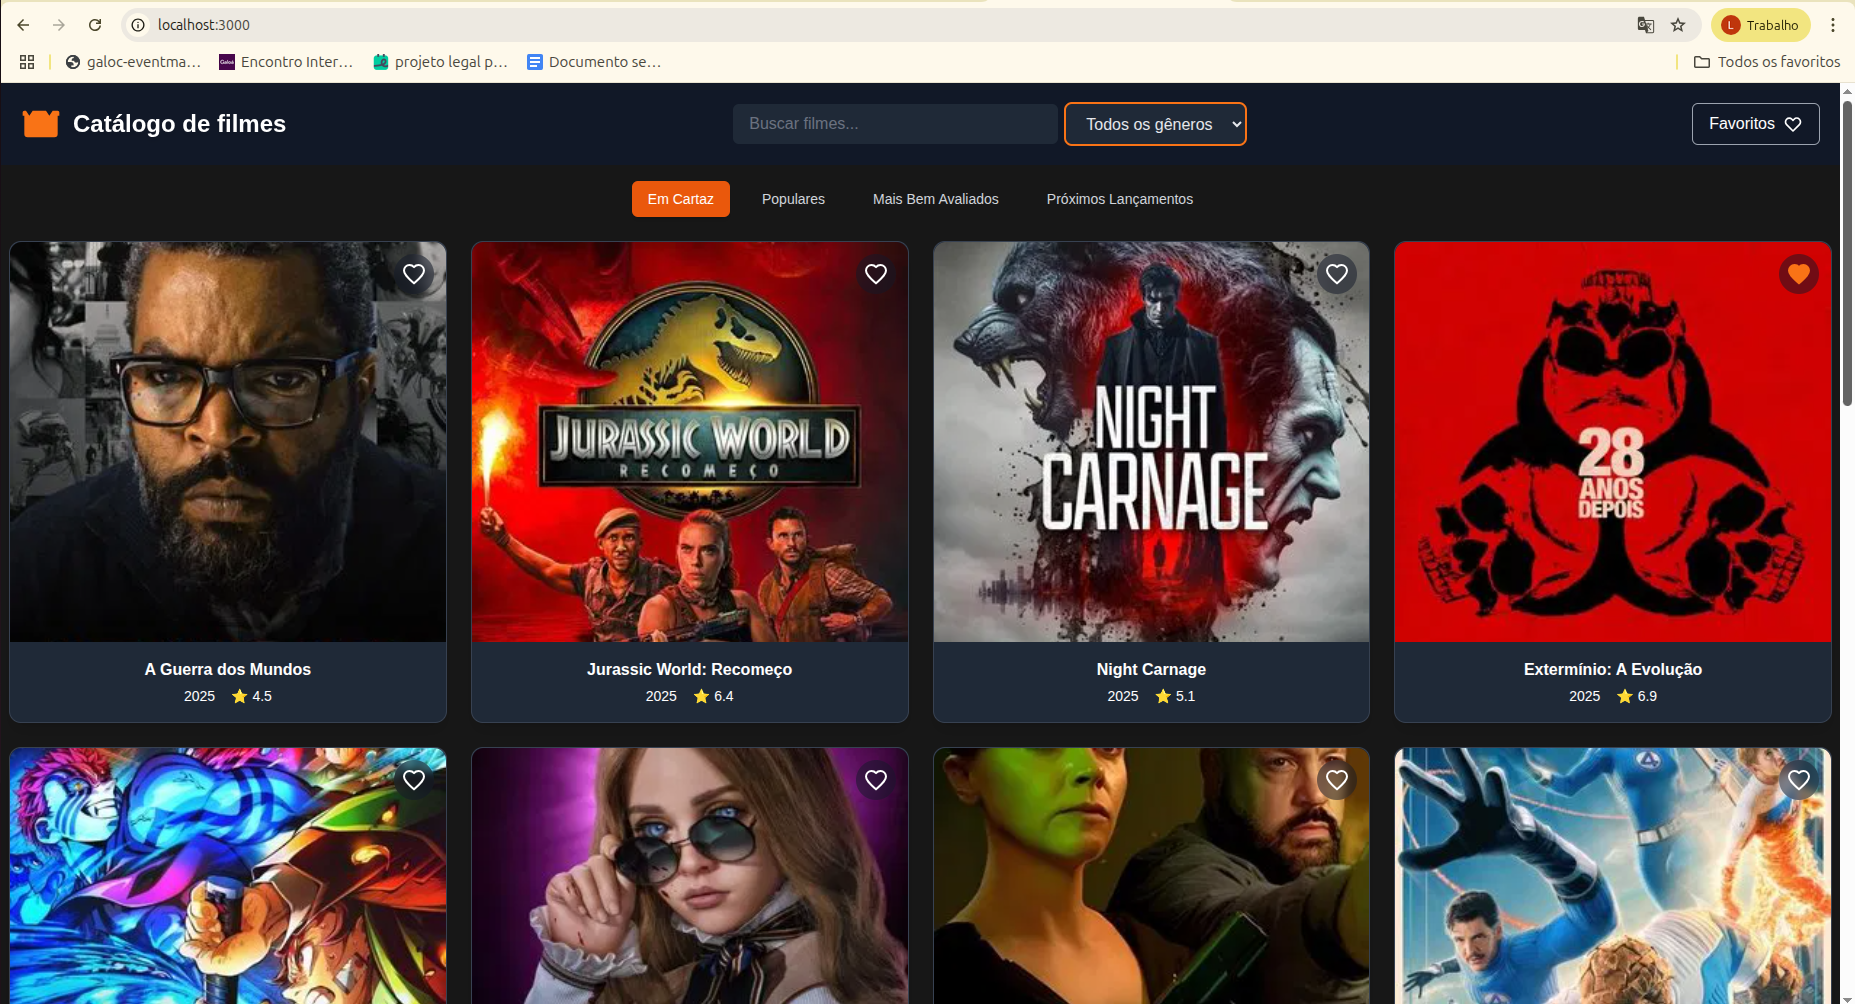 localhost:3000
L Trabalho
galoc-eventma...
Galoá Encontro Inter...
projeto legal p...
Documento se...
Todos os favoritos
Catálogo de filmes
Buscar filmes...
Todos os gêneros
Favoritos
Em Cartaz
Populares
Mais Bem Avaliados
Próximos Lançamentos
JURASSIC WORLD
RECOMEÇO
NIGHT
CARNAGE
28
ANOS
DEPOIS
A Guerra dos Mundos
2025 4.5
Jurassic World: Recomeço
2025 6.4
Night Carnage
2025 5.1
Extermínio: A Evolução
2025 6.9